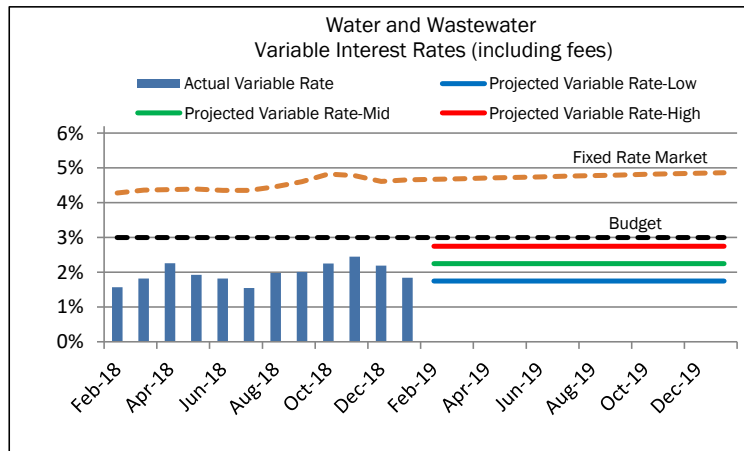 Water and Wastewater
Variable Interest Rates (including fees)
Actual Variable Rate
Projected Variable Rate-Low
Projected Variable Rate-Mid
Projected Variable Rate-High
6%
5%
4%
3%
2%
1%
0%
Fixed Rate Market
Budget
Feb-18
Apr-18
Jun-18
Aug-18
Oct-18
Dec-18
Feb-19
Apr-19
Jun-19
Aug-19
Oct-19
Dec-19